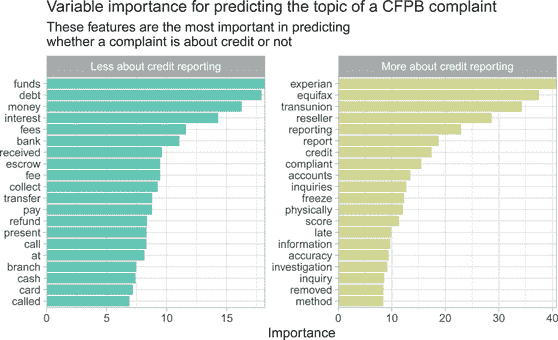 Variable importance for predicting the topic of a CFPB complaint
These features are the most important in predicting
whether a complaint is about credit or not
Less about credit reporting
funds
debt
money
interest
fees
bank
received
escrow
fee
collect
transfer
pay
refund
present
call
at
branch
cash
card
called
0 5 10 15
More about credit reporting
experian
equifax
transunion
reseller
reporting
report
credit
compliant
accounts
inquiries
freeze
physically
score
late
information
accuracy
investigation
inquiry
removed
method
0 10 20 30 40
Importance